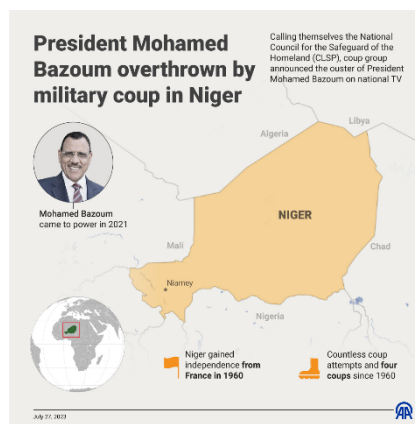 President Mohamed
Bazoum overthrown by
military coup in Niger
Calling themselves the National
Council for the Safeguard of the
Homeland (CLSP), coup group
announced the ouster of President
Mohamed Bazoum on national TV
Mohamed Bazoum
came to power in 2021
Algeria
Libya
NIGER
Mali
Chad
Niamey
Nigeria
Niger gained
independence from
France in 1960
Countless coup
attempts and four
coups since 1960
July 27, 2023
AA